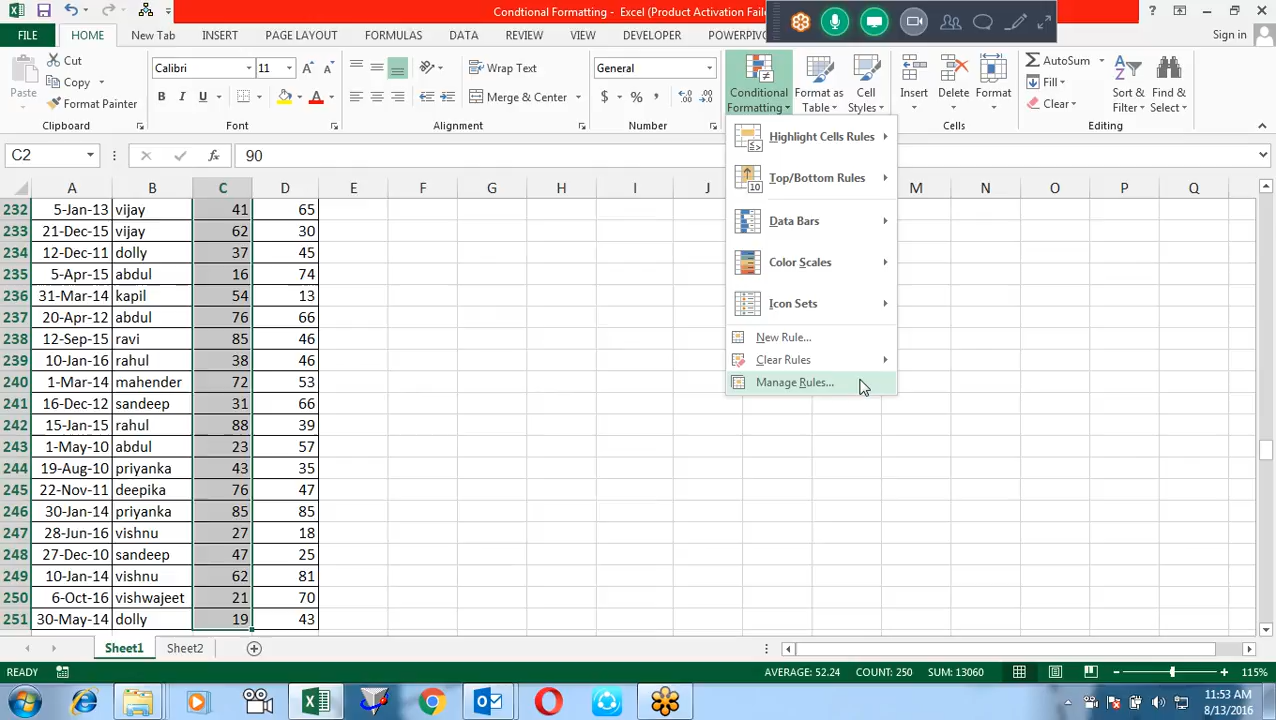 Conditional Formatting - Excel (Product Activation Fail
Sign in
FILE HOME New Tab INSERT PAGE LAYOUT FORMULAS DATA REVIEW VIEW DEVELOPER POWERPIV
Cut
Copy
Format Painter
Paste
Clipboard
Calibri 11
B I U
Font
Wrap Text
Merge & Center
Alignment
General
$ % ,
Number
Conditional Formatting
Format as Table
Cell Styles
Insert Delete Format
Cells
AutoSum
Fill
Clear
Sort & Filter
Find & Select
Editing
Highlight Cells Rules
Top/Bottom Rules
Data Bars
Color Scales
Icon Sets
New Rule...
Clear Rules
Manage Rules...
C2 fx 90
A B C D E F G H I J M N O P Q
232 5-Jan-13 vijay 41 65
233 21-Dec-15 vijay 62 30
234 12-Dec-11 dolly 37 45
235 5-Apr-15 abdul 16 74
236 31-Mar-14 kapil 54 13
237 20-Apr-12 abdul 76 66
238 12-Sep-15 ravi 85 46
239 10-Jan-16 rahul 38 46
240 1-Mar-14 mahender 72 53
241 16-Dec-12 sandeep 31 66
242 15-Jan-15 rahul 88 39
243 1-May-10 abdul 23 57
244 19-Aug-10 priyanka 43 35
245 22-Nov-11 deepika 76 47
246 30-Jan-14 priyanka 85 85
247 28-Jun-16 vishnu 27 18
248 27-Dec-10 sandeep 47 25
249 10-Jan-14 vishnu 62 81
250 6-Oct-16 vishwajeet 21 70
251 30-May-14 dolly 19 43
Sheet1 Sheet2
READY AVERAGE: 52.24 COUNT: 250 SUM: 13060 115%
11:53 AM
8/13/2016